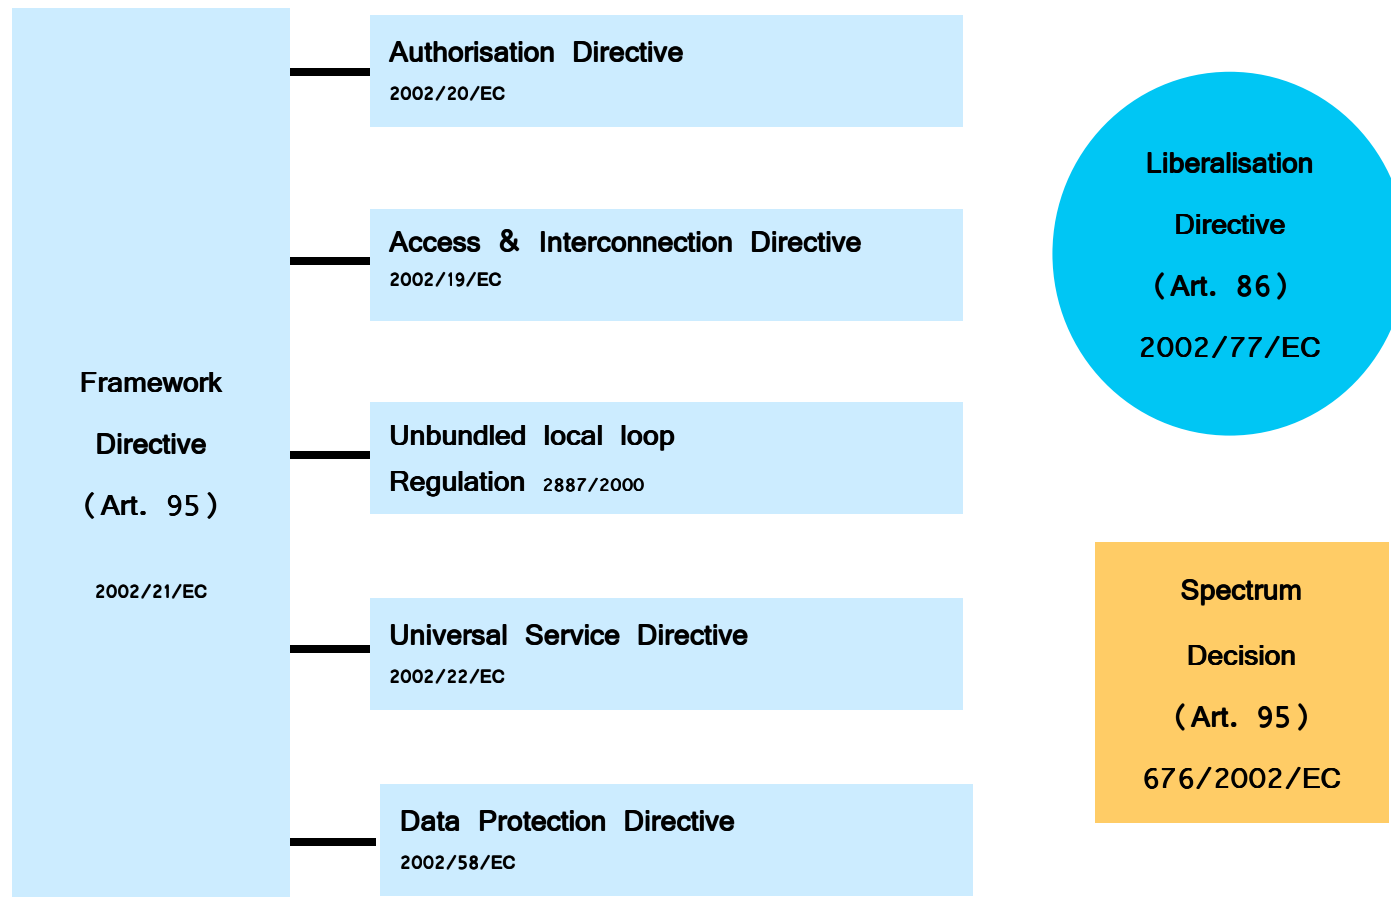 Framework
Directive
(Art. 95)
2002/21/EC
Authorisation Directive
2002/20/EC
Access & Interconnection Directive
2002/19/EC
Unbundled local loop
Regulation 2887/2000
Universal Service Directive
2002/22/EC
Data Protection Directive
2002/58/EC
Liberalisation
Directive
(Art. 86)
2002/77/EC
Spectrum
Decision
(Art. 95)
676/2002/EC